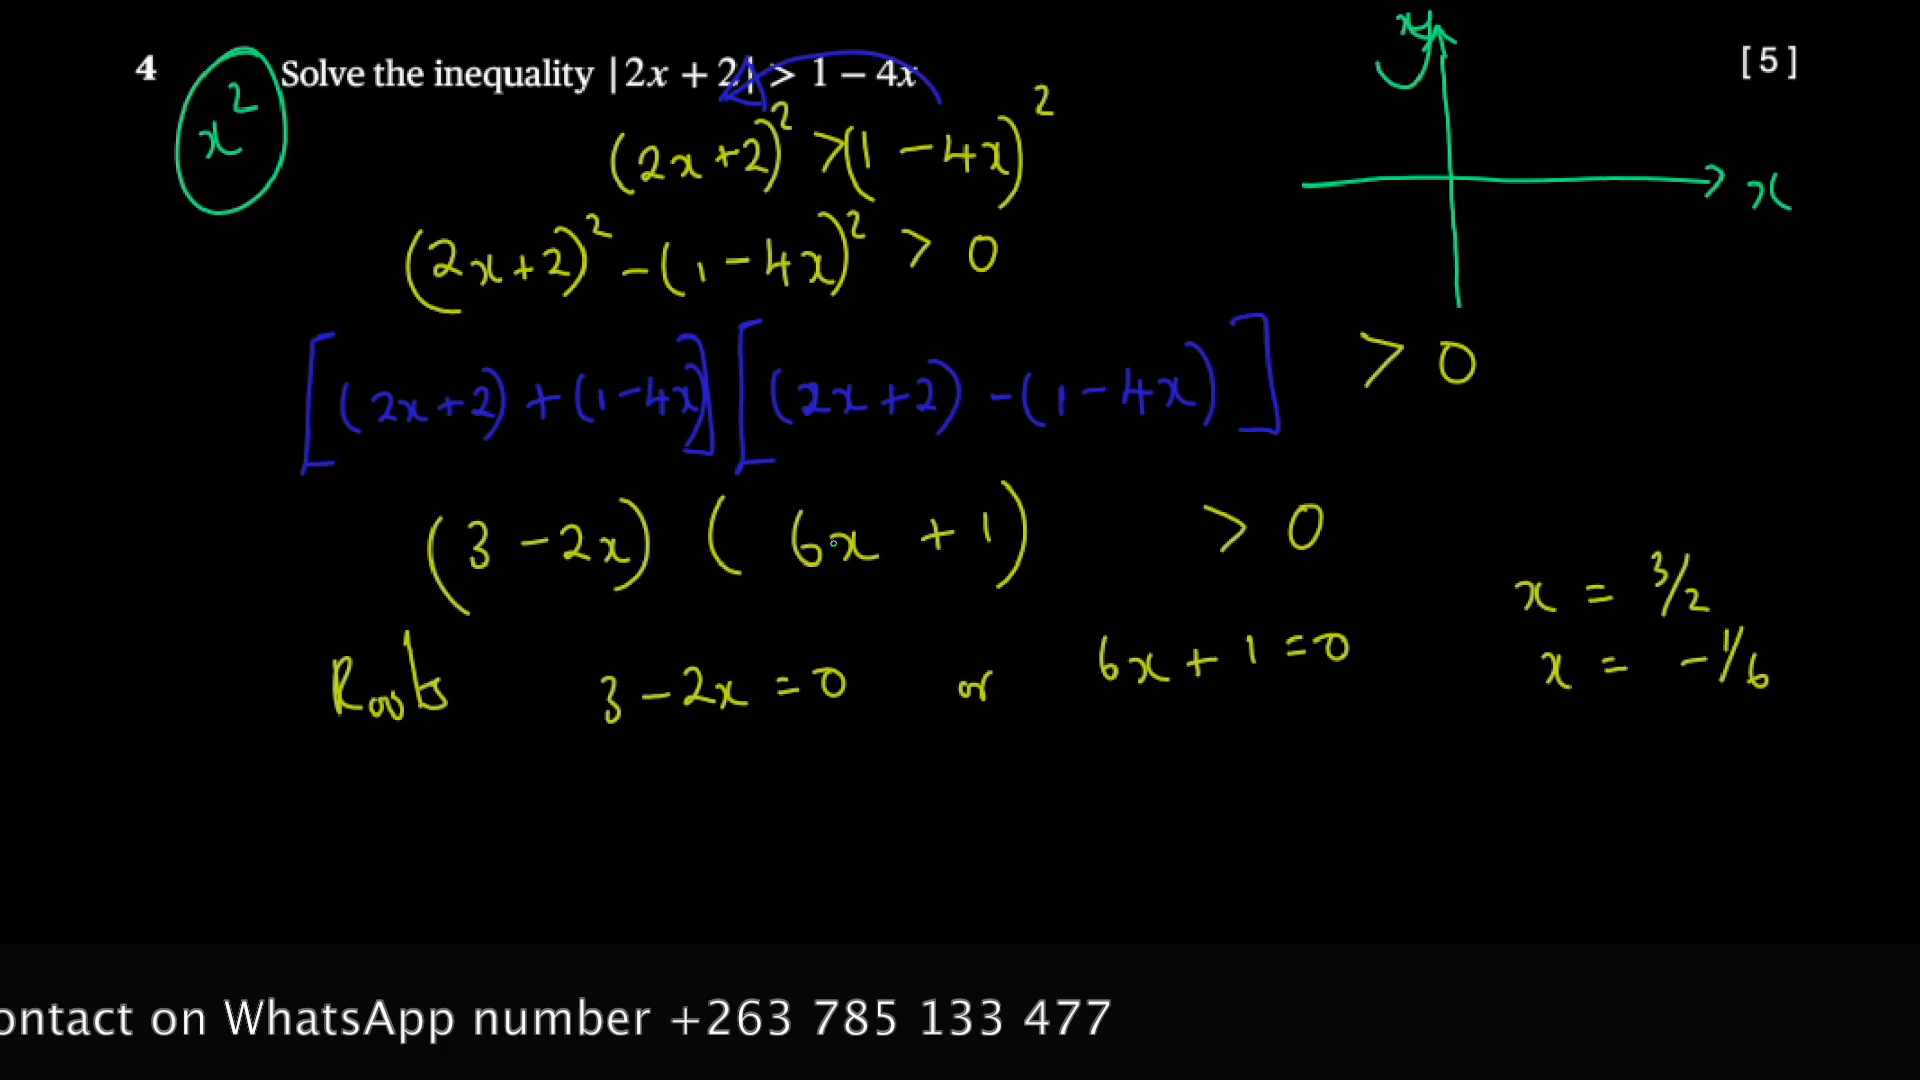 4 Solve the inequality |2x + 2| > 1 − 4x [5]
x²
y
x
(2x+2)² > (1 − 4x)²
(2x+2)² − (1 − 4x)² > 0
[(2x+2) + (1−4x)] [(2x+2) − (1−4x)] > 0
(3 − 2x) (6x + 1) > 0
x = 3/2
Roots 3 − 2x = 0 or 6x + 1 = 0
x = −1/6
ontact on WhatsApp number +263 785 133 477